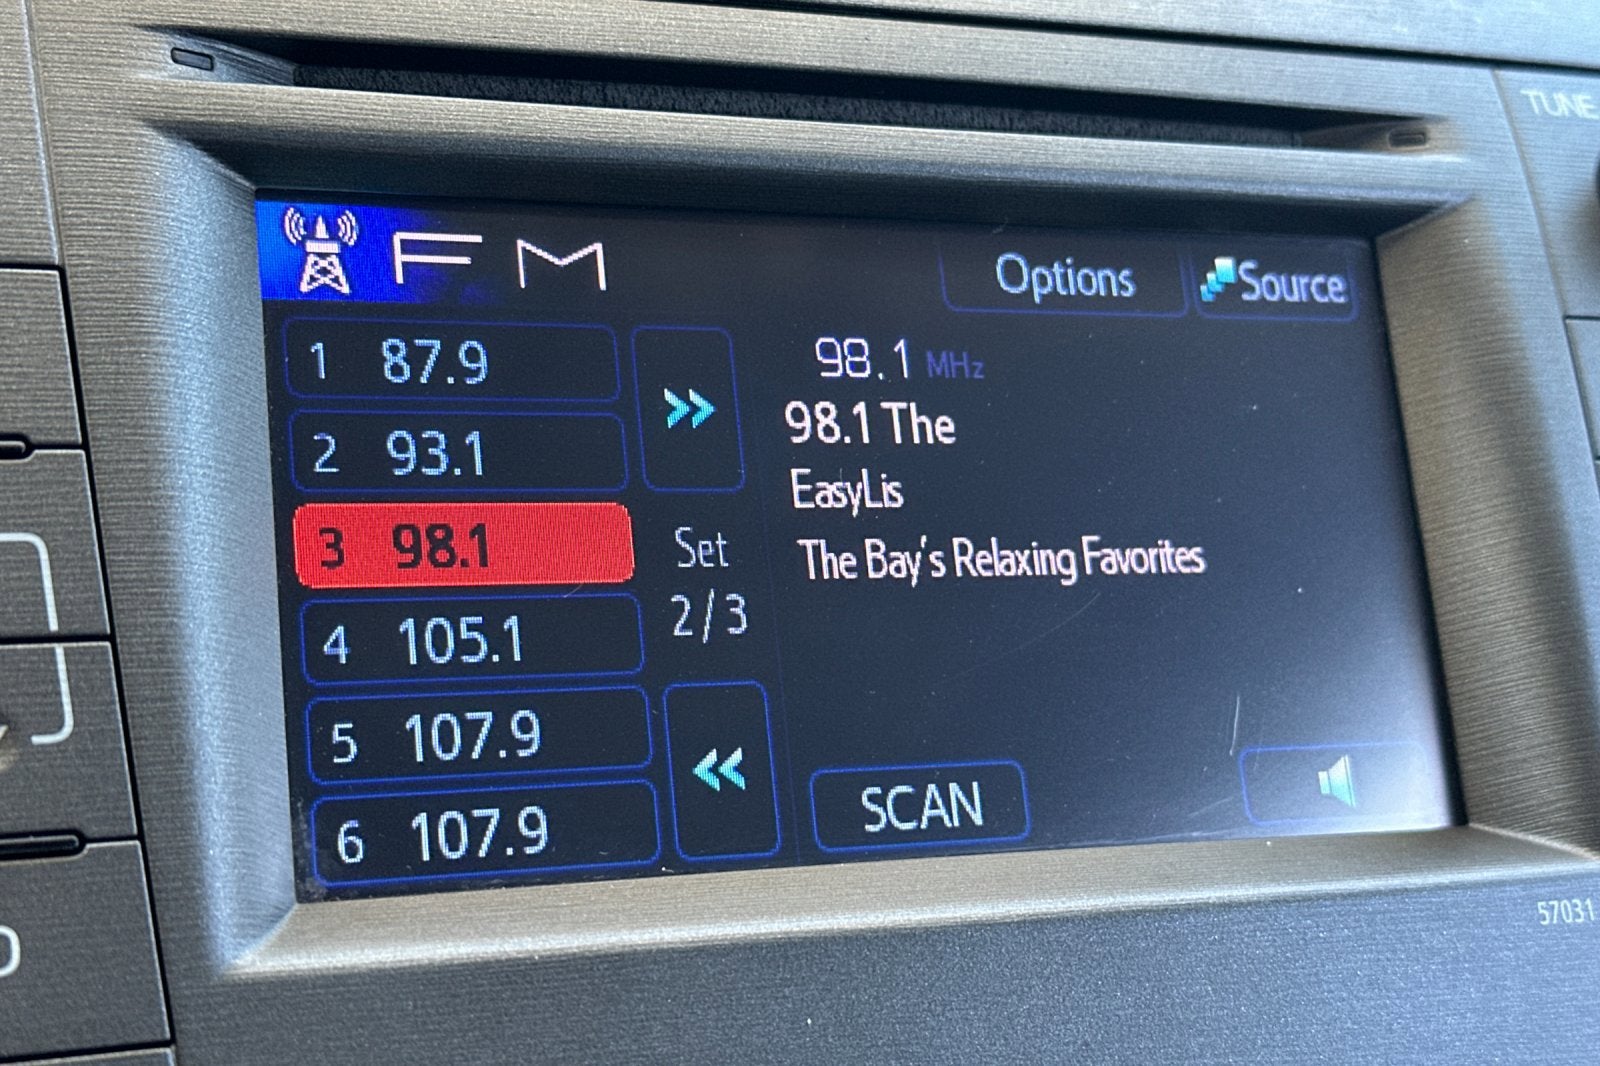 TUNE
FM
Options
Source
1 87.9
2 93.1
3 98.1
4 105.1
5 107.9
6 107.9
Set
2/3
98.1 MHz
98.1 The
EasyLis
The Bay's Relaxing Favorites
SCAN
57031